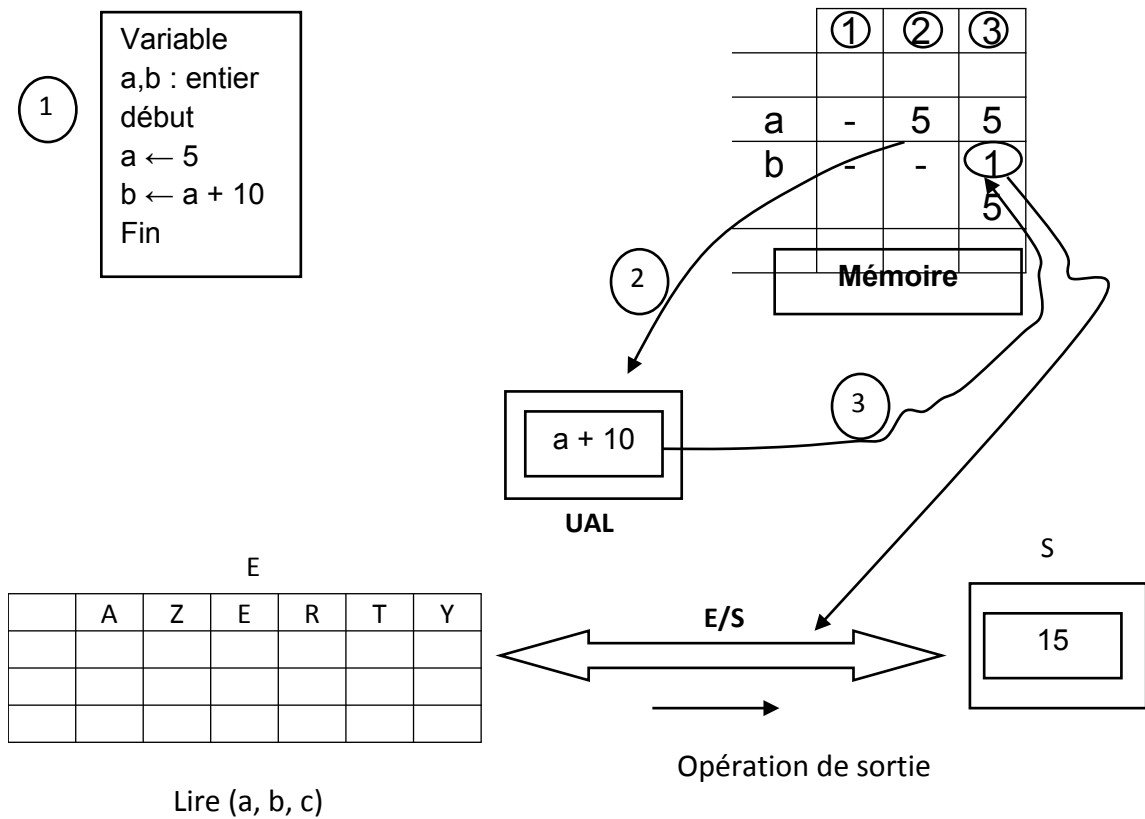 1
Variable
a,b : entier
début
a ← 5
b ← a + 10
Fin
1 2 3
a - 5 5
b - - 1
5
Mémoire
2
3
a + 10
UAL
E
A Z E R T Y
E/S
S
15
Opération de sortie
Lire (a, b, c)